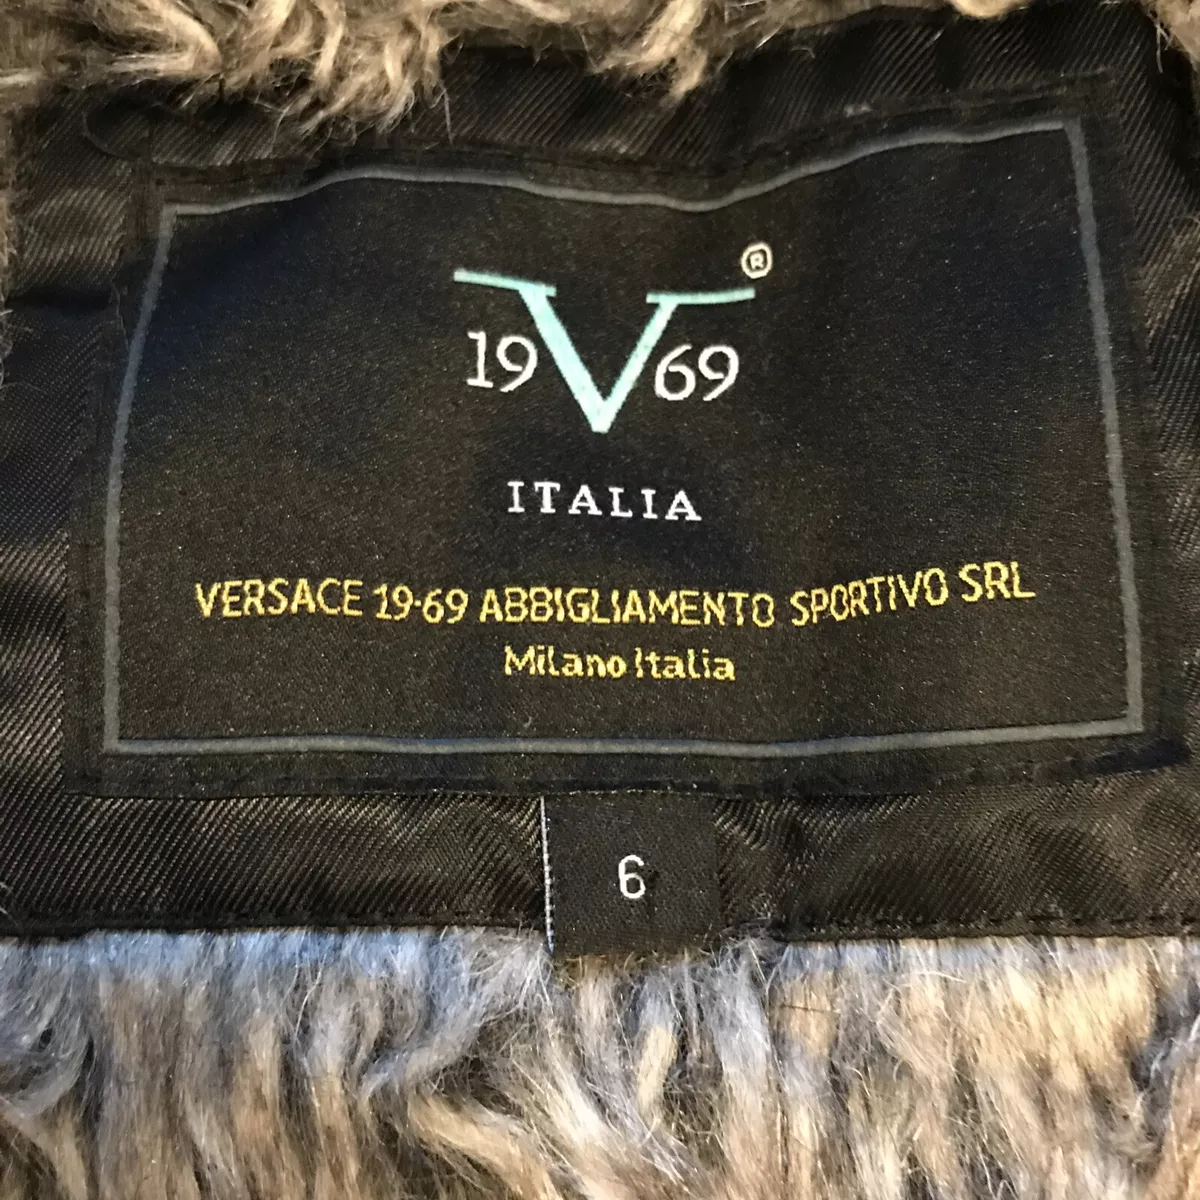 ®
19V69
ITALIA
VERSACE 19·69 ABBIGLIAMENTO SPORTIVO SRL
Milano Italia
6